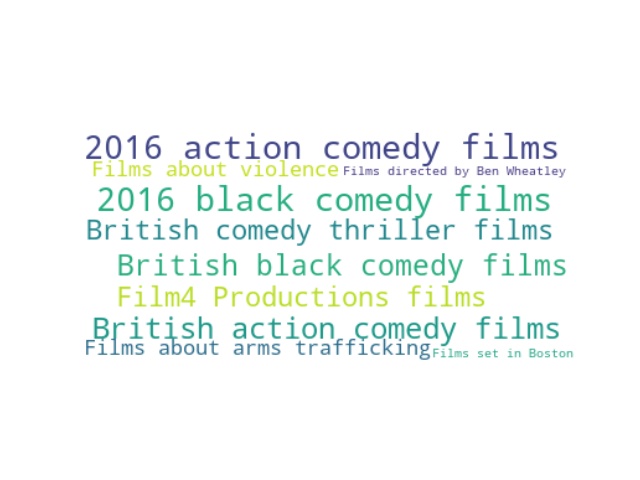 2016 action comedy films
Films about violence Films directed by Ben Wheatley
2016 black comedy films
British comedy thriller films
British black comedy films
Film4 Productions films
British action comedy films
Films about arms trafficking Films set in Boston